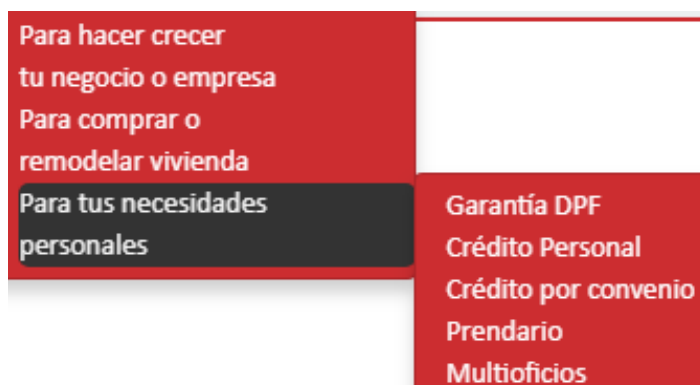 Para hacer crecer
tu negocio o empresa
Para comprar o
remodelar vivienda
Para tus necesidades
personales
Garantía DPF
Crédito Personal
Crédito por convenio
Prendario
Multioficios